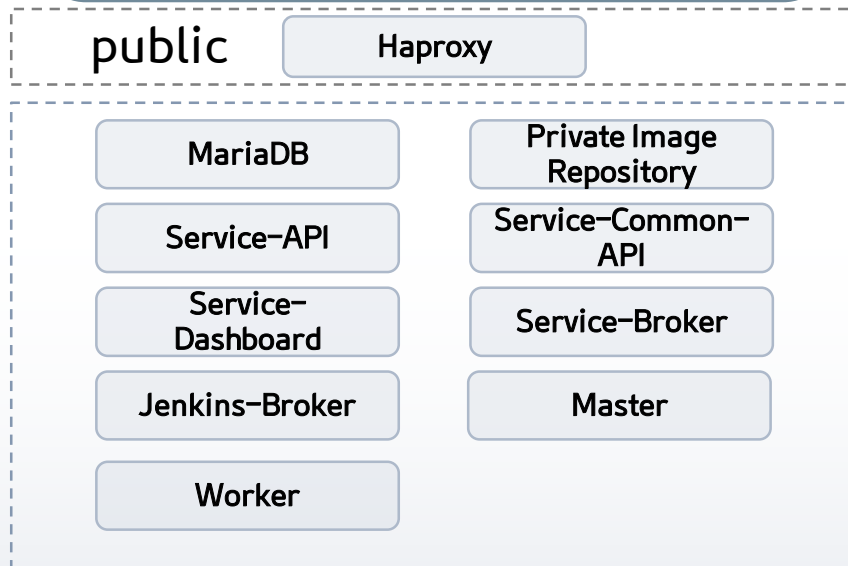 public
Haproxy
MariaDB
Private Image
Repository
Service-API
Service-Common-
API
Service-
Dashboard
Service-Broker
Jenkins-Broker
Master
Worker